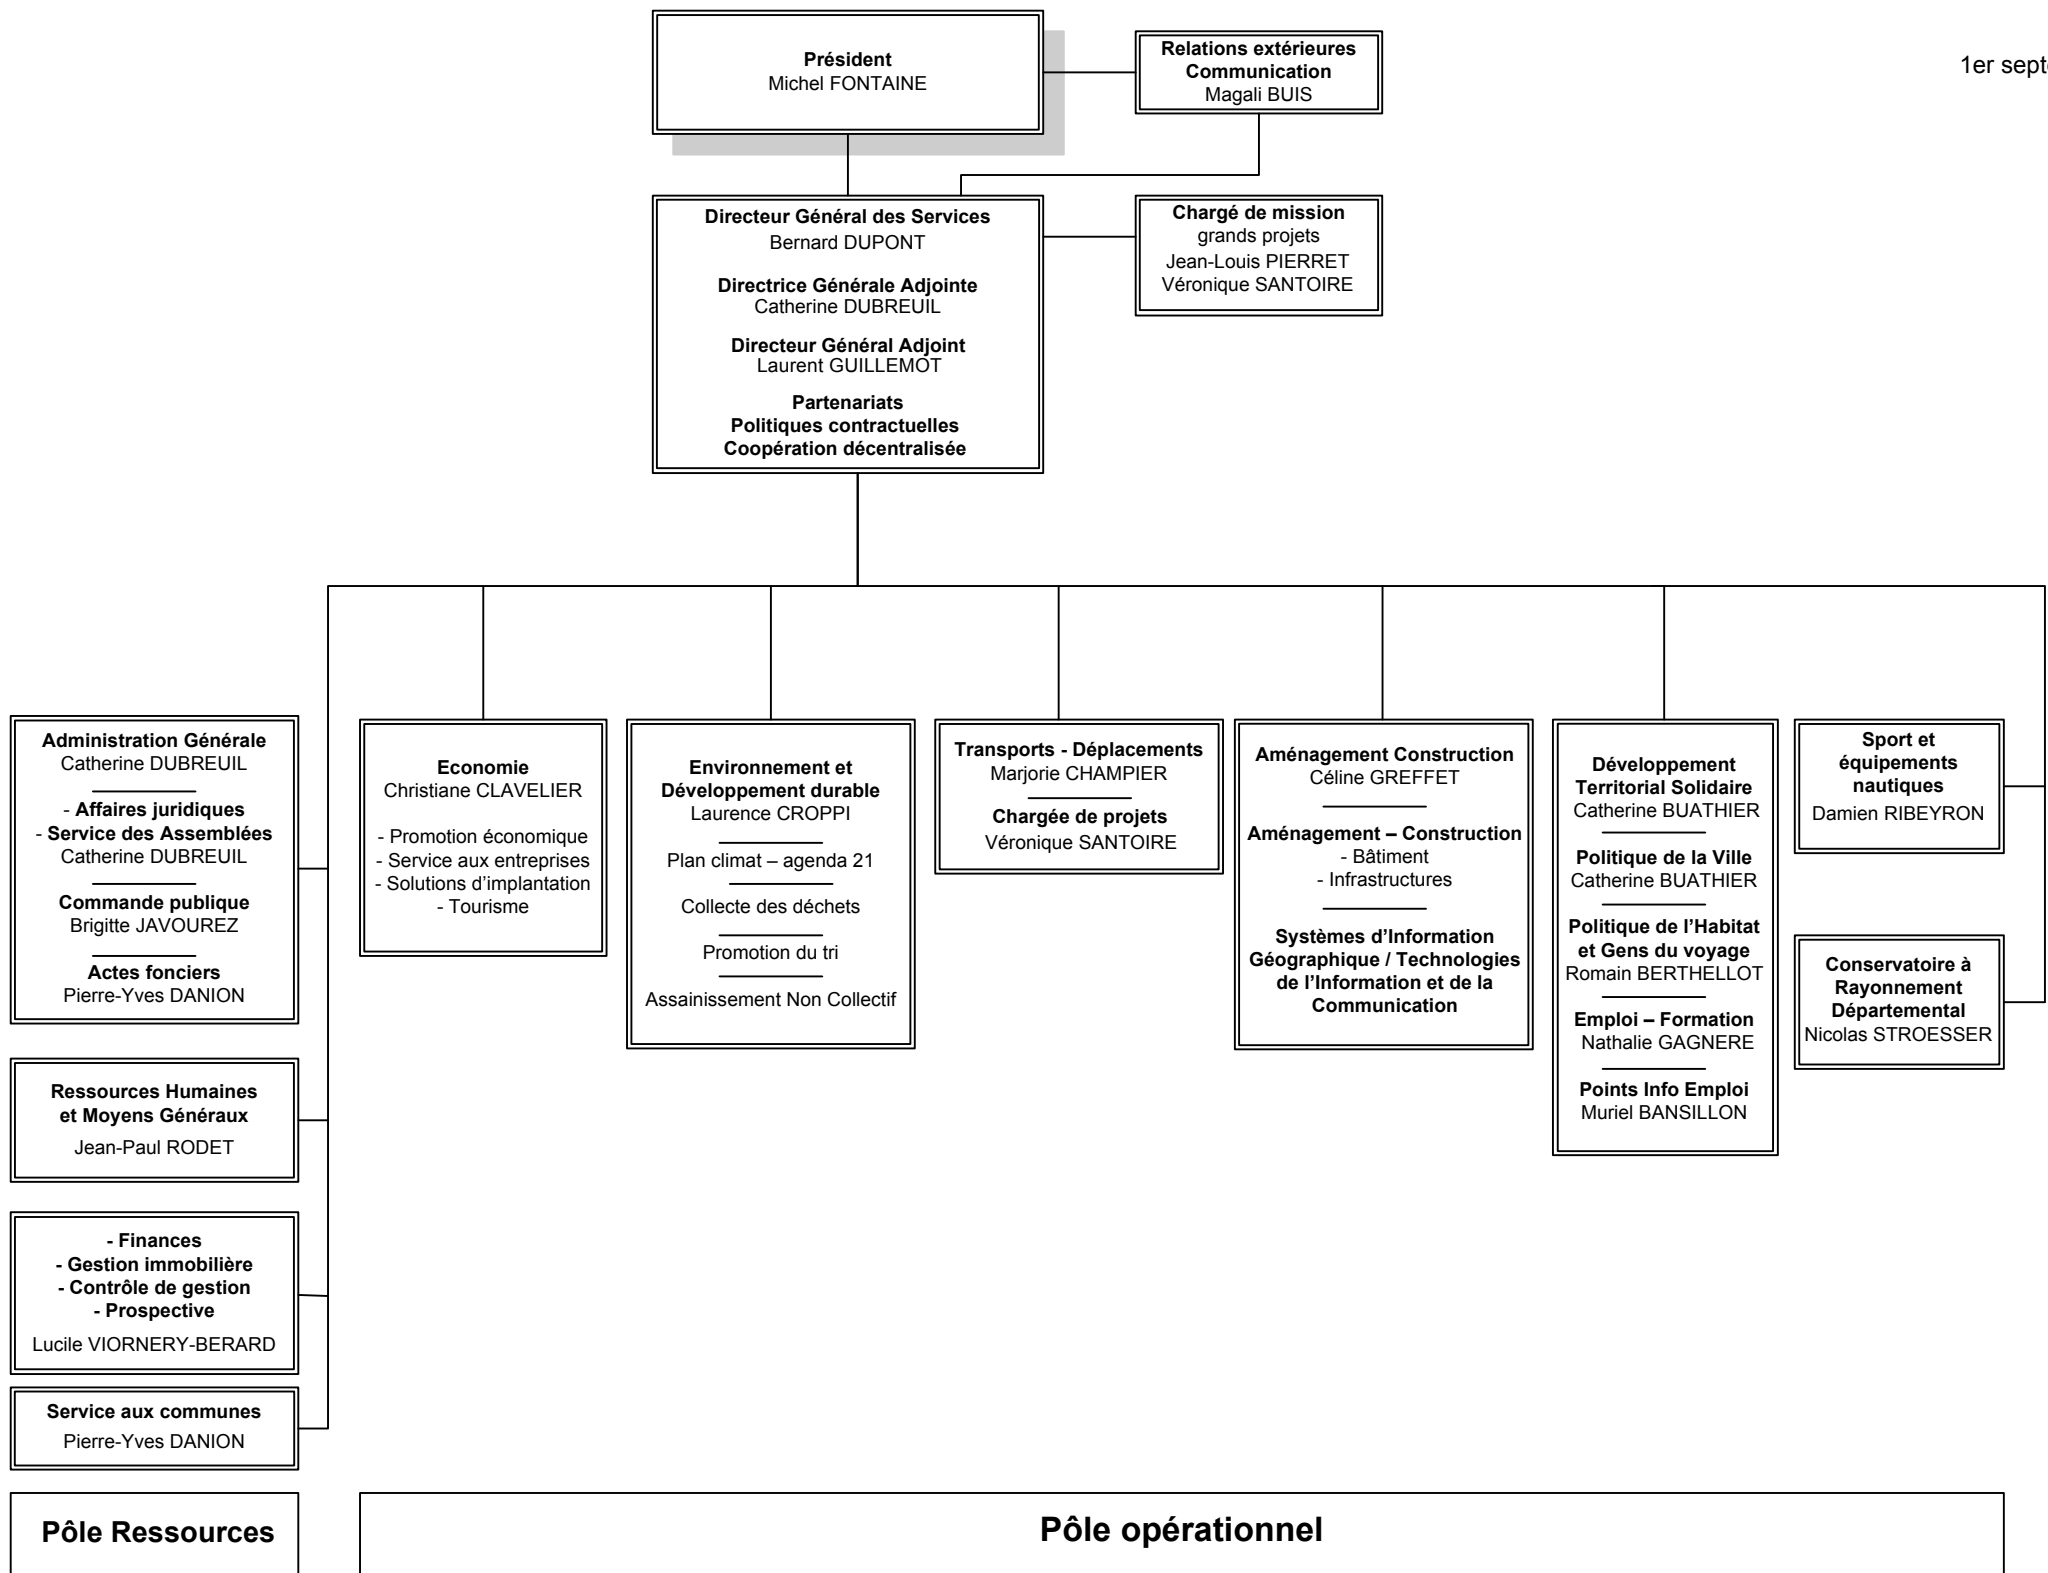 Président
Michel FONTAINE
Relations extérieures
Communication
Magali BUIS
1er sept
Directeur Général des Services
Bernard DUPONT
Directrice Générale Adjointe
Catherine DUBREUIL
Directeur Général Adjoint
Laurent GUILLEMOT
Partenariats
Politiques contractuelles
Coopération décentralisée
Chargé de mission
grands projets
Jean-Louis PIERRET
Véronique SANTOIRE
Administration Générale
Catherine DUBREUIL
- Affaires juridiques
- Service des Assemblées
Catherine DUBREUIL
Commande publique
Brigitte JAVOUREZ
Actes fonciers
Pierre-Yves DANION
Ressources Humaines
et Moyens Généraux
Jean-Paul RODET
- Finances
- Gestion immobilière
- Contrôle de gestion
- Prospective
Lucile VIORNERY-BERARD
Service aux communes
Pierre-Yves DANION
Economie
Christiane CLAVELIER
- Promotion économique
- Service aux entreprises
- Solutions d’implantation
- Tourisme
Environnement et
Développement durable
Laurence CROPPI
Plan climat – agenda 21
Collecte des déchets
Promotion du tri
Assainissement Non Collectif
Transports - Déplacements
Marjorie CHAMPIER
Chargée de projets
Véronique SANTOIRE
Aménagement Construction
Céline GREFFET
Aménagement – Construction
- Bâtiment
- Infrastructures
Systèmes d’Information
Géographique / Technologies
de l’Information et de la
Communication
Développement
Territorial Solidaire
Catherine BUATHIER
Politique de la Ville
Catherine BUATHIER
Politique de l’Habitat
et Gens du voyage
Romain BERTHELLOT
Emploi – Formation
Nathalie GAGNERE
Points Info Emploi
Muriel BANSILLON
Sport et
équipements
nautiques
Damien RIBEYRON
Conservatoire à
Rayonnement
Départemental
Nicolas STROESSER
Pôle Ressources
Pôle opérationnel